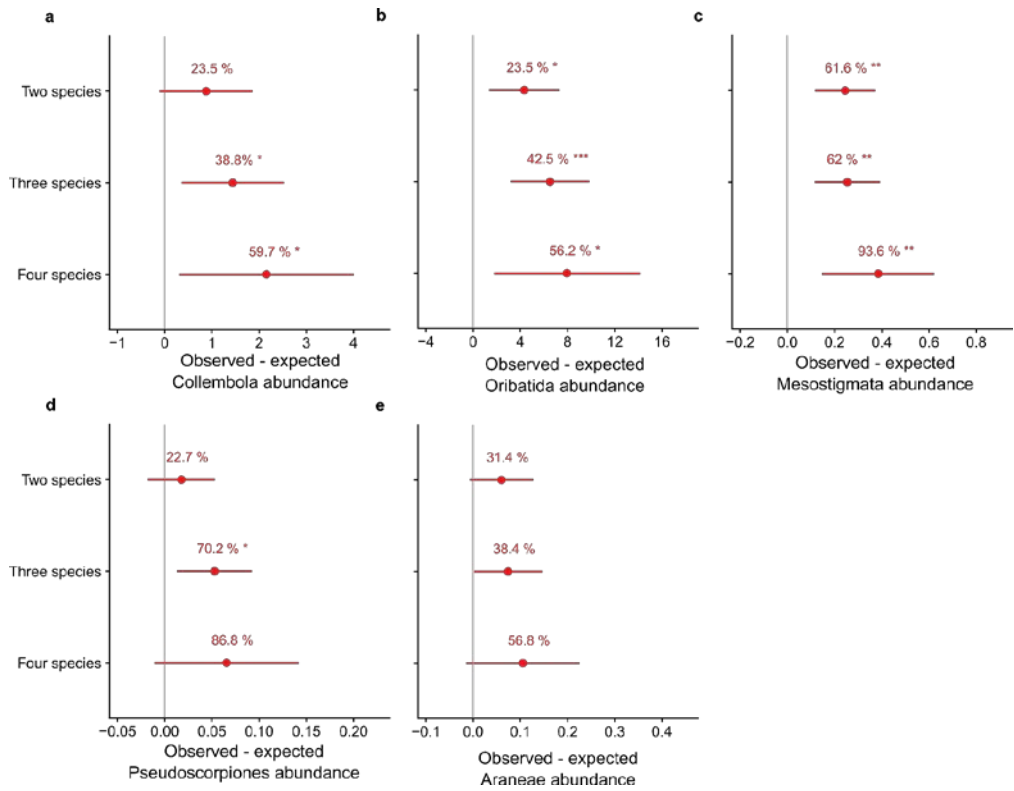 a
23.5 %
Two species
38.8% *
Three species
59.7 % *
Four species
−1 0 1 2 3 4
Observed - expected
Collembola abundance
b
23.5 % *
42.5 % ***
56.2 % *
−4 0 4 8 12 16
Observed - expected
Oribatida abundance
c
61.6 % **
62 % **
93.6 % **
−0.2 0.0 0.2 0.4 0.6 0.8
Observed - expected
Mesostigmata abundance
d
22.7 %
Two species
70.2 % *
Three species
86.8 %
Four species
−0.05 0.00 0.05 0.10 0.15 0.20
Observed - expected
Pseudoscorpiones abundance
e
31.4 %
38.4 %
56.8 %
−0.1 0.0 0.1 0.2 0.3 0.4
Observed - expected
Araneae abundance